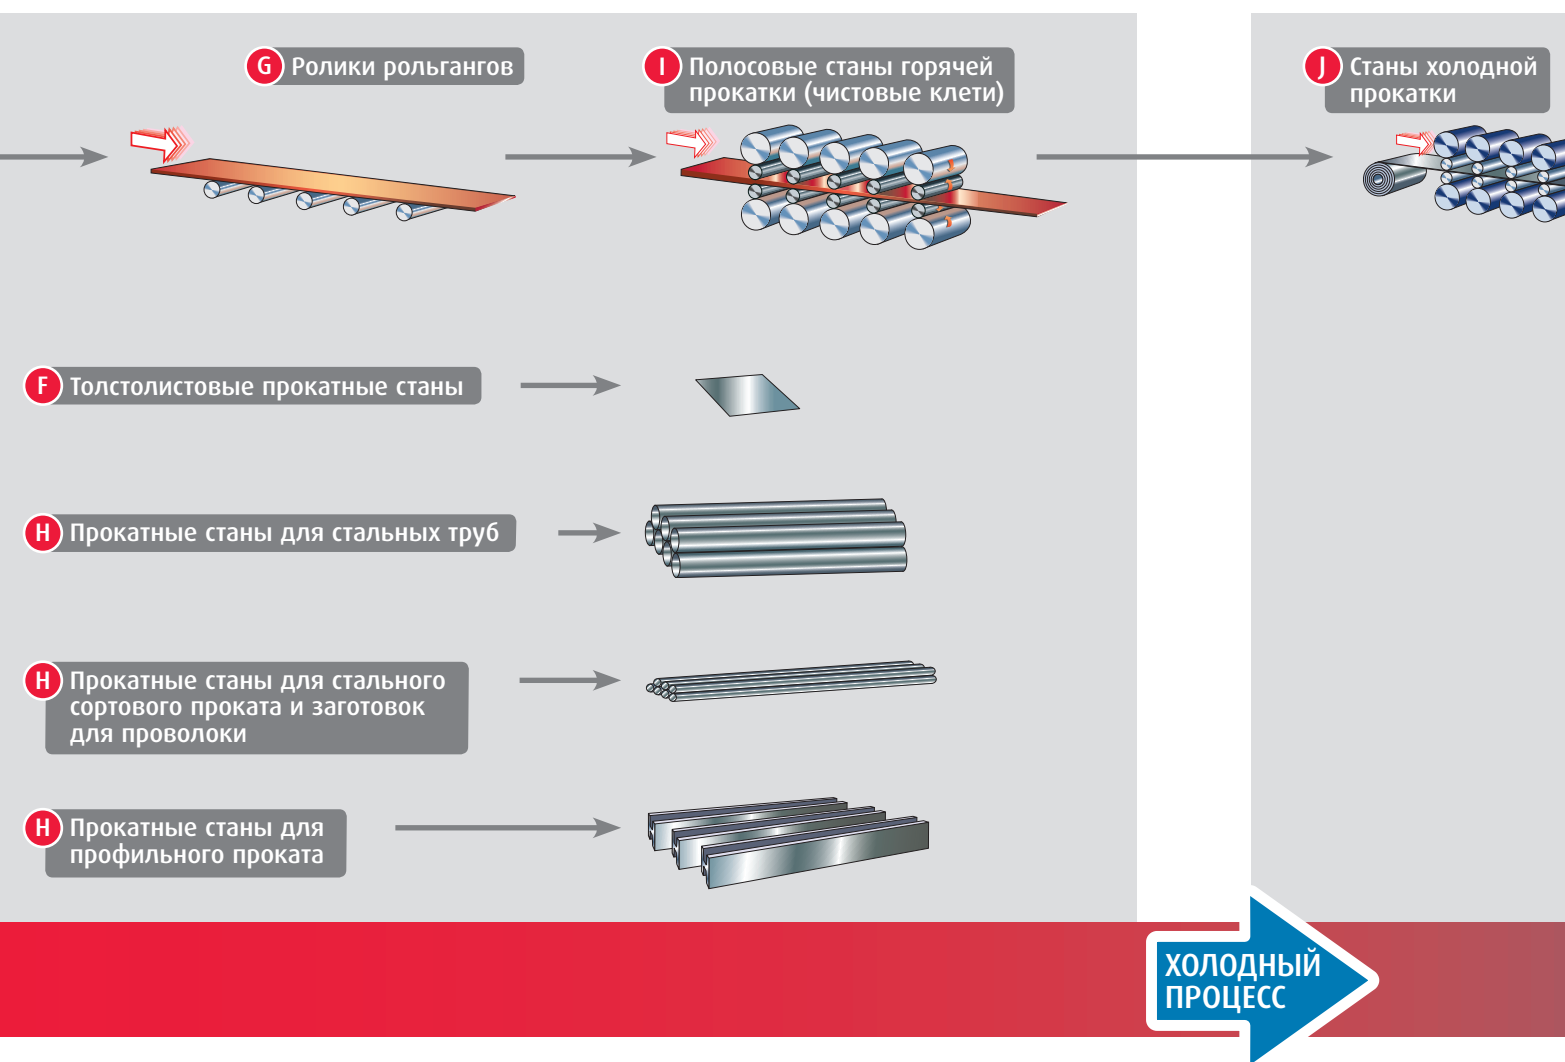 G Ролики рольгангов
I Полосовые станы горячей
прокатки (чистовые клети)
J Станы холодной
прокатки
F Толстолистовые прокатные станы
H Прокатные станы для стальных труб
H Прокатные станы для стального
сортового проката и заготовок
для проволоки
H Прокатные станы для
профильного проката
ХОЛОДНЫЙ
ПРОЦЕСС